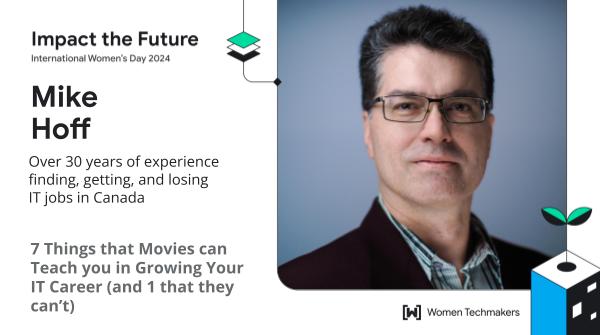 Impact the Future
International Women's Day 2024
Mike
Hoff
Over 30 years of experience
finding, getting, and losing
IT jobs in Canada
7 Things that Movies can
Teach you in Growing Your
IT Career (and 1 that they
can't)
[W] Women Techmakers